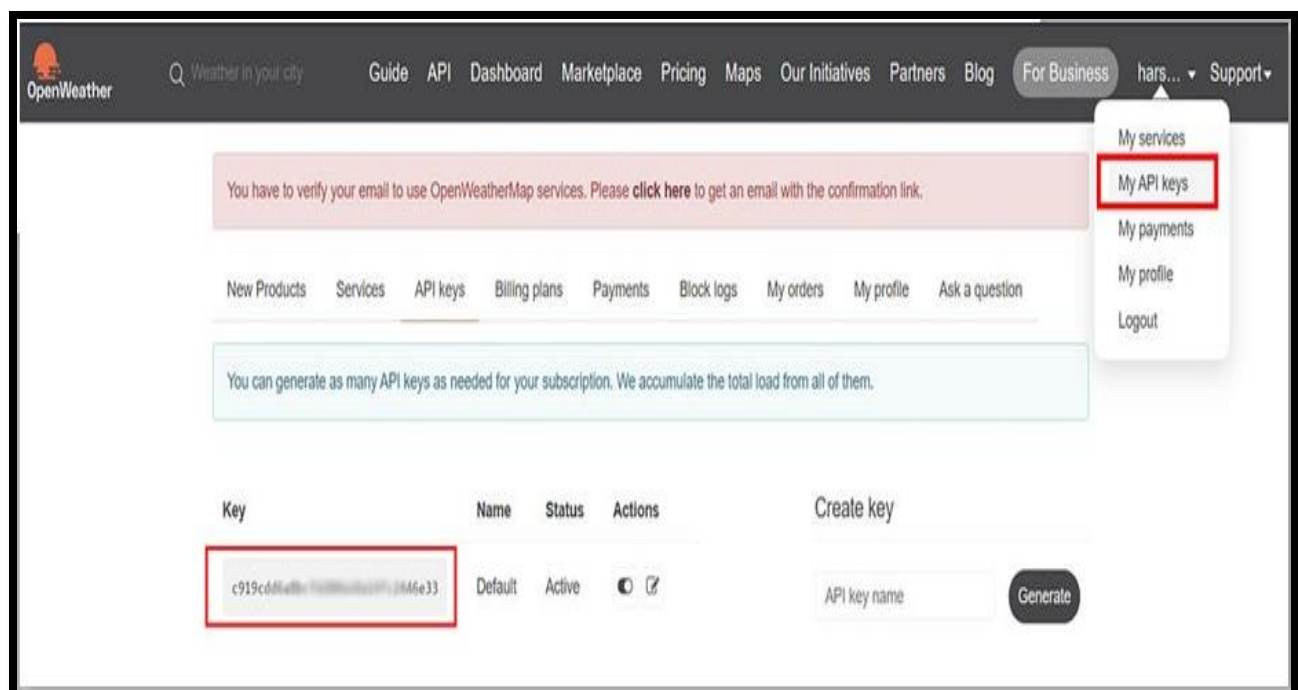 OpenWeather
Weather in your city
Guide API Dashboard Marketplace Pricing Maps Our Initiatives Partners Blog For Business hars... Support
My services
My API keys
My payments
My profile
Logout
You have to verify your email to use OpenWeatherMap services. Please click here to get an email with the confirmation link.
New Products Services API keys Billing plans Payments Block logs My orders My profile Ask a question
You can generate as many API keys as needed for your subscription. We accumulate the total load from all of them.
Key Name Status Actions
Default Active
Create key
API key name Generate